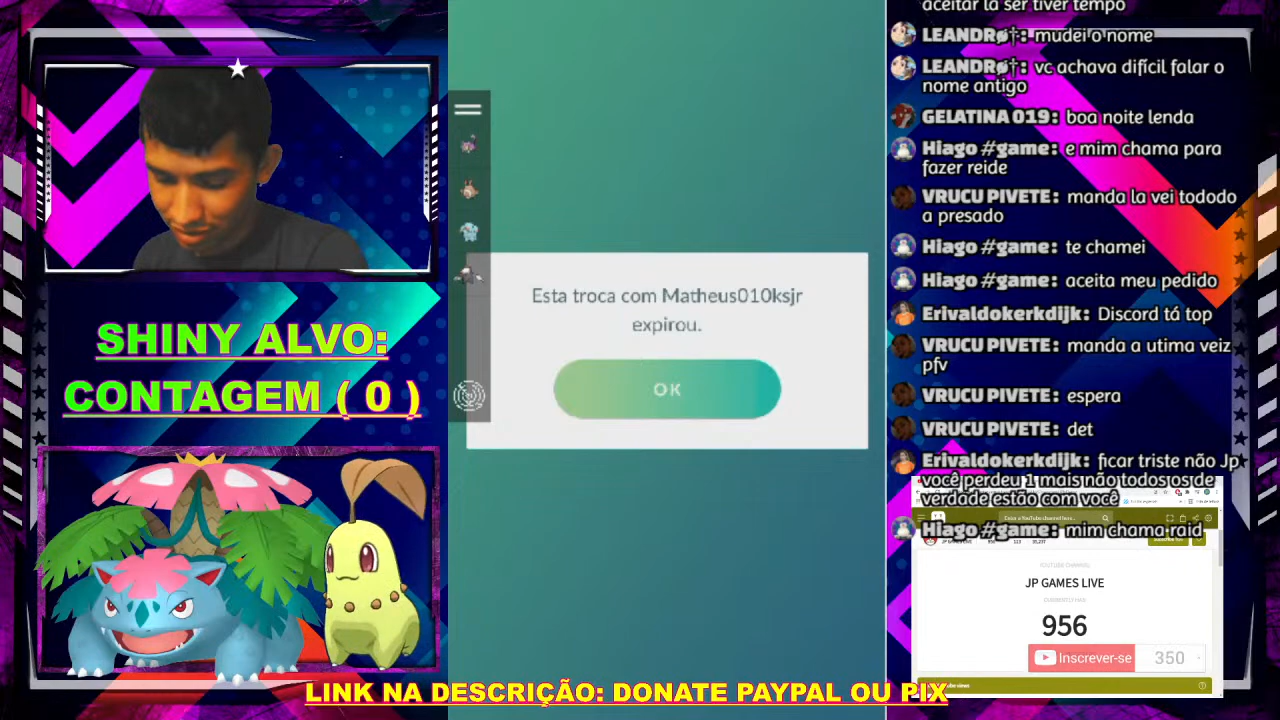 SHINY ALVO:
CONTAGEM ( 0 )
Esta troca com Matheus010ksjr
expirou.
OK
aceitar la ser tiver tempo
LEANDRø†: mudei o nome
LEANDRø†: vc achava difícil falar o
nome antigo
GELATINA 019: boa noite lenda
Hiago #game: e mim chama para
fazer reide
VRUCU PIVETE: manda la vei tododo
a presado
Hiago #game: te chamei
Hiago #game: aceita meu pedido
Erivaldokerkdijk: Discord tá top
VRUCU PIVETE: manda a utima veiz
pfv
VRUCU PIVETE: espera
VRUCU PIVETE: det
Erivaldokerkdijk: ficar triste não Jp
você perdeu 1 mais não todos os de
verdade estão com você
Hiago #game: mim chama raid
YOUTUBE CHANNEL
JP GAMES LIVE
CURRENTLY HAS
956
Inscrever-se 350
LINK NA DESCRIÇÃO: DONATE PAYPAL OU PIX